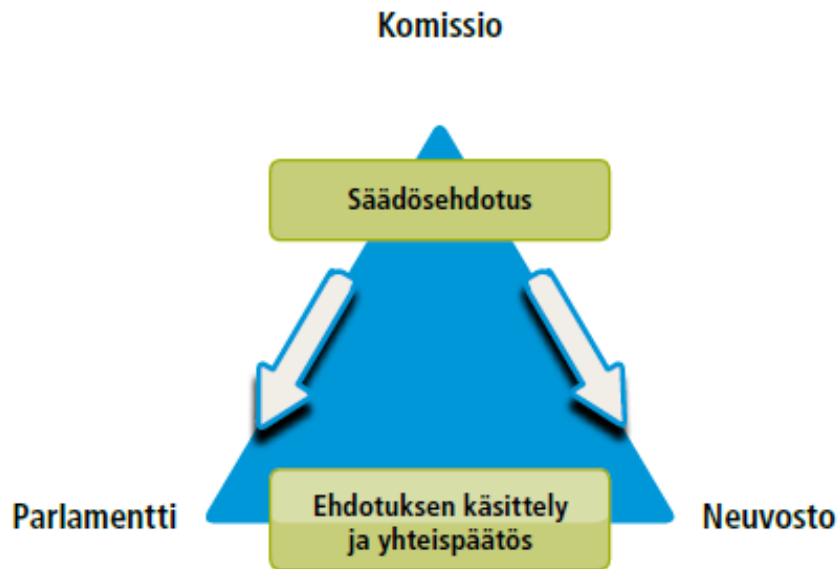 Komissio
Säädösehdotus
Parlamentti
Ehdotuksen käsittely
ja yhteispäätös
Neuvosto